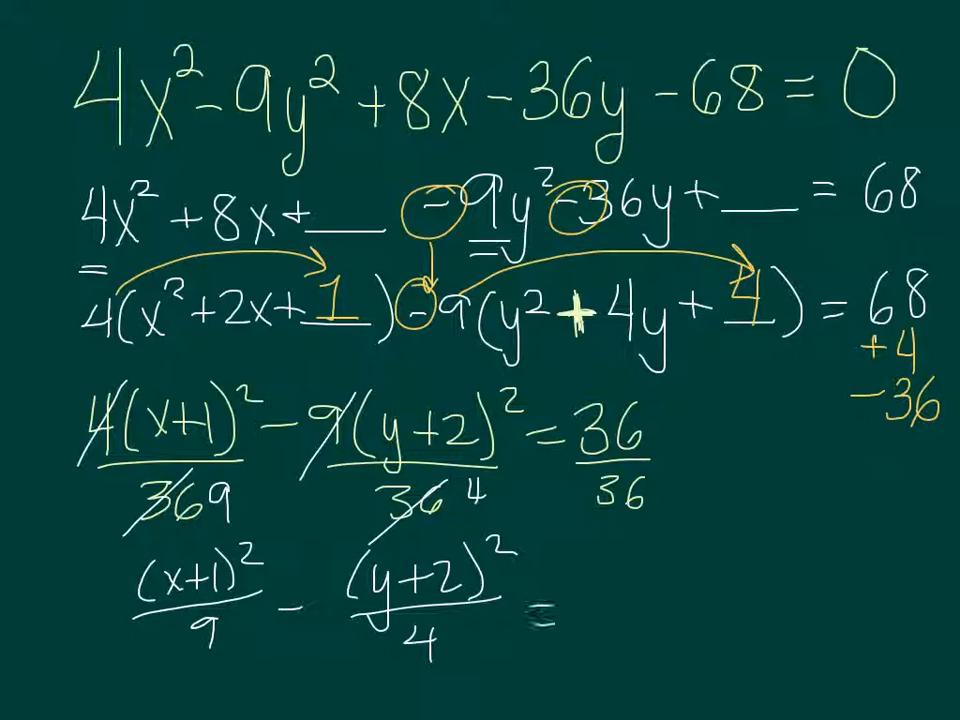 4x² - 9y² + 8x - 36y - 68 = 0
4x² + 8x + ___ - 9y² - 36y + ___ = 68
4(x² + 2x + 1) - 9(y² + 4y + 4) = 68
+4
-36
4(x+1)² / 36 9 - 9(y+2)² / 36 4 = 36 / 36
(x+1)² / 9 - (y+2)² / 4 =